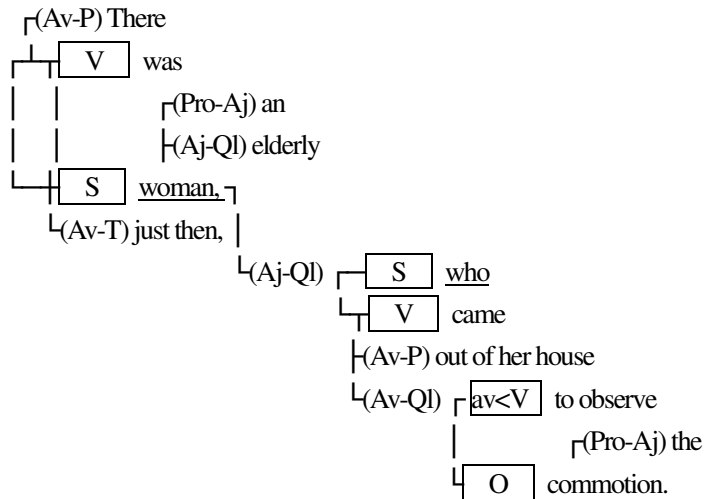 (Av-P) There
V was
(Pro-Aj) an
(Aj-Ql) elderly
S woman,
(Av-T) just then,
(Aj-Ql) S who
V came
(Av-P) out of her house
(Av-Ql) av<V to observe
(Pro-Aj) the
O commotion.